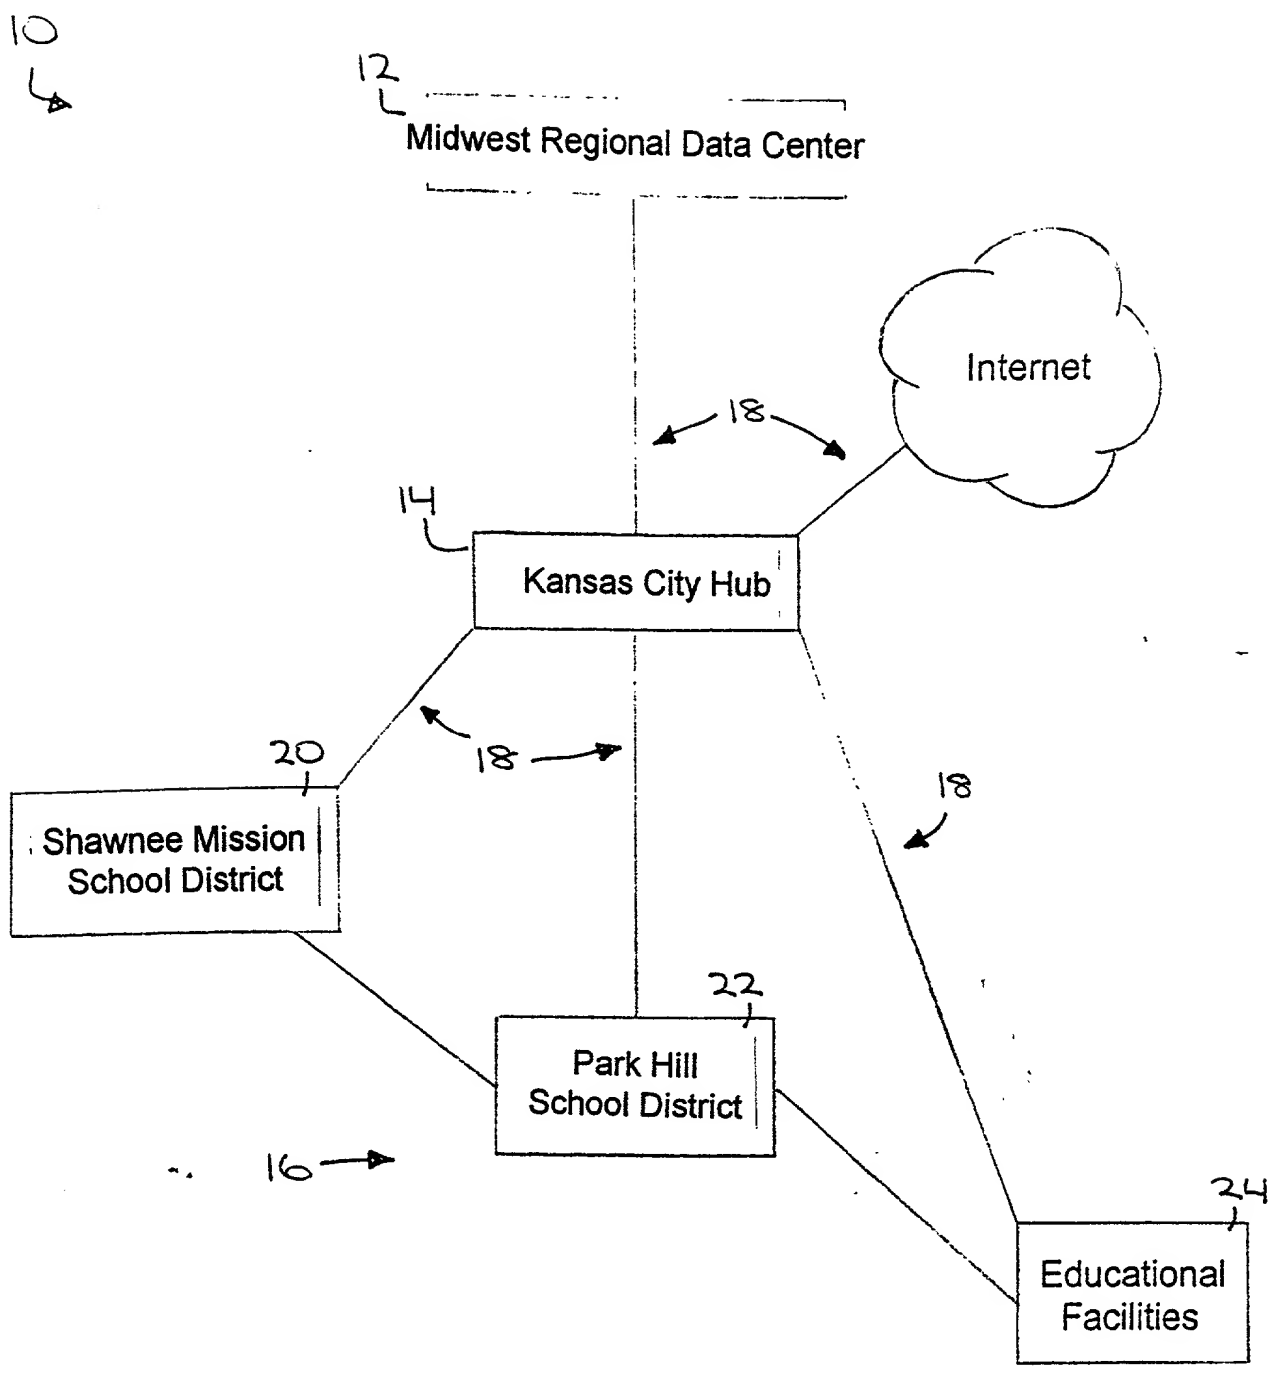 10
12
Midwest Regional Data Center
Internet
18
14
Kansas City Hub
18
20
18
Shawnee Mission
School District
22
Park Hill
School District
16
24
Educational
Facilities